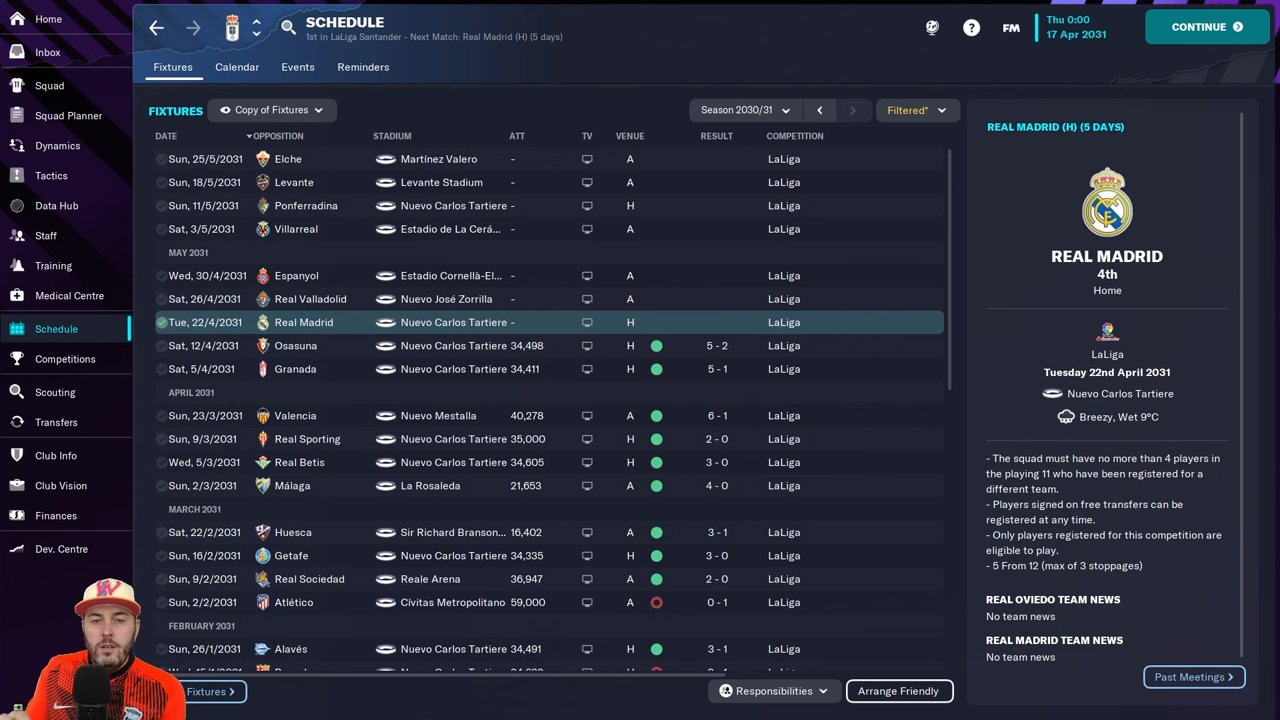 Home
Inbox
Squad
Squad Planner
Dynamics
Tactics
Data Hub
Staff
Training
Medical Centre
Schedule
Competitions
Scouting
Transfers
Club Info
Club Vision
Finances
Dev. Centre
SCHEDULE
1st in LaLiga Santander - Next Match: Real Madrid (H) (5 days)
FM
Thu 0:00
17 Apr 2031
CONTINUE
Fixtures Calendar Events Reminders
FIXTURES Copy of Fixtures Season 2030/31 Filtered*
DATE OPPOSITION STADIUM ATT TV VENUE RESULT COMPETITION
Sun, 25/5/2031 Elche Martínez Valero - A LaLiga
Sun, 18/5/2031 Levante Levante Stadium - A LaLiga
Sun, 11/5/2031 Ponferradina Nuevo Carlos Tartiere - H LaLiga
Sat, 3/5/2031 Villarreal Estadio de La Cerá... - A LaLiga
MAY 2031
Wed, 30/4/2031 Espanyol Estadio Cornellà-El... - A LaLiga
Sat, 26/4/2031 Real Valladolid Nuevo José Zorrilla - A LaLiga
Tue, 22/4/2031 Real Madrid Nuevo Carlos Tartiere - H LaLiga
Sat, 12/4/2031 Osasuna Nuevo Carlos Tartiere 34,498 H 5 - 2 LaLiga
Sat, 5/4/2031 Granada Nuevo Carlos Tartiere 34,411 H 5 - 1 LaLiga
APRIL 2031
Sun, 23/3/2031 Valencia Nuevo Mestalla 40,278 A 6 - 1 LaLiga
Sun, 9/3/2031 Real Sporting Nuevo Carlos Tartiere 35,000 H 2 - 0 LaLiga
Wed, 5/3/2031 Real Betis Nuevo Carlos Tartiere 34,605 H 3 - 0 LaLiga
Sun, 2/3/2031 Málaga La Rosaleda 21,653 A 4 - 0 LaLiga
MARCH 2031
Sat, 22/2/2031 Huesca Sir Richard Branson... 16,402 A 3 - 1 LaLiga
Sun, 16/2/2031 Getafe Nuevo Carlos Tartiere 34,335 H 3 - 0 LaLiga
Sun, 9/2/2031 Real Sociedad Reale Arena 36,947 A 2 - 0 LaLiga
Sun, 2/2/2031 Atlético Cívitas Metropolitano 59,000 A 0 - 1 LaLiga
FEBRUARY 2031
Sun, 26/1/2031 Alavés Nuevo Carlos Tartiere 34,491 H 3 - 1 LaLiga
Fixtures Responsibilities Arrange Friendly
REAL MADRID (H) (5 DAYS)
REAL MADRID
4th
Home
LaLiga
Tuesday 22nd April 2031
Nuevo Carlos Tartiere
Breezy, Wet 9°C
- The squad must have no more than 4 players in
the playing 11 who have been registered for a
different team.
- Players signed on free transfers can be
registered at any time.
- Only players registered for this competition are
eligible to play.
- 5 From 12 (max of 3 stoppages)
REAL OVIEDO TEAM NEWS
No team news
REAL MADRID TEAM NEWS
No team news
Past Meetings